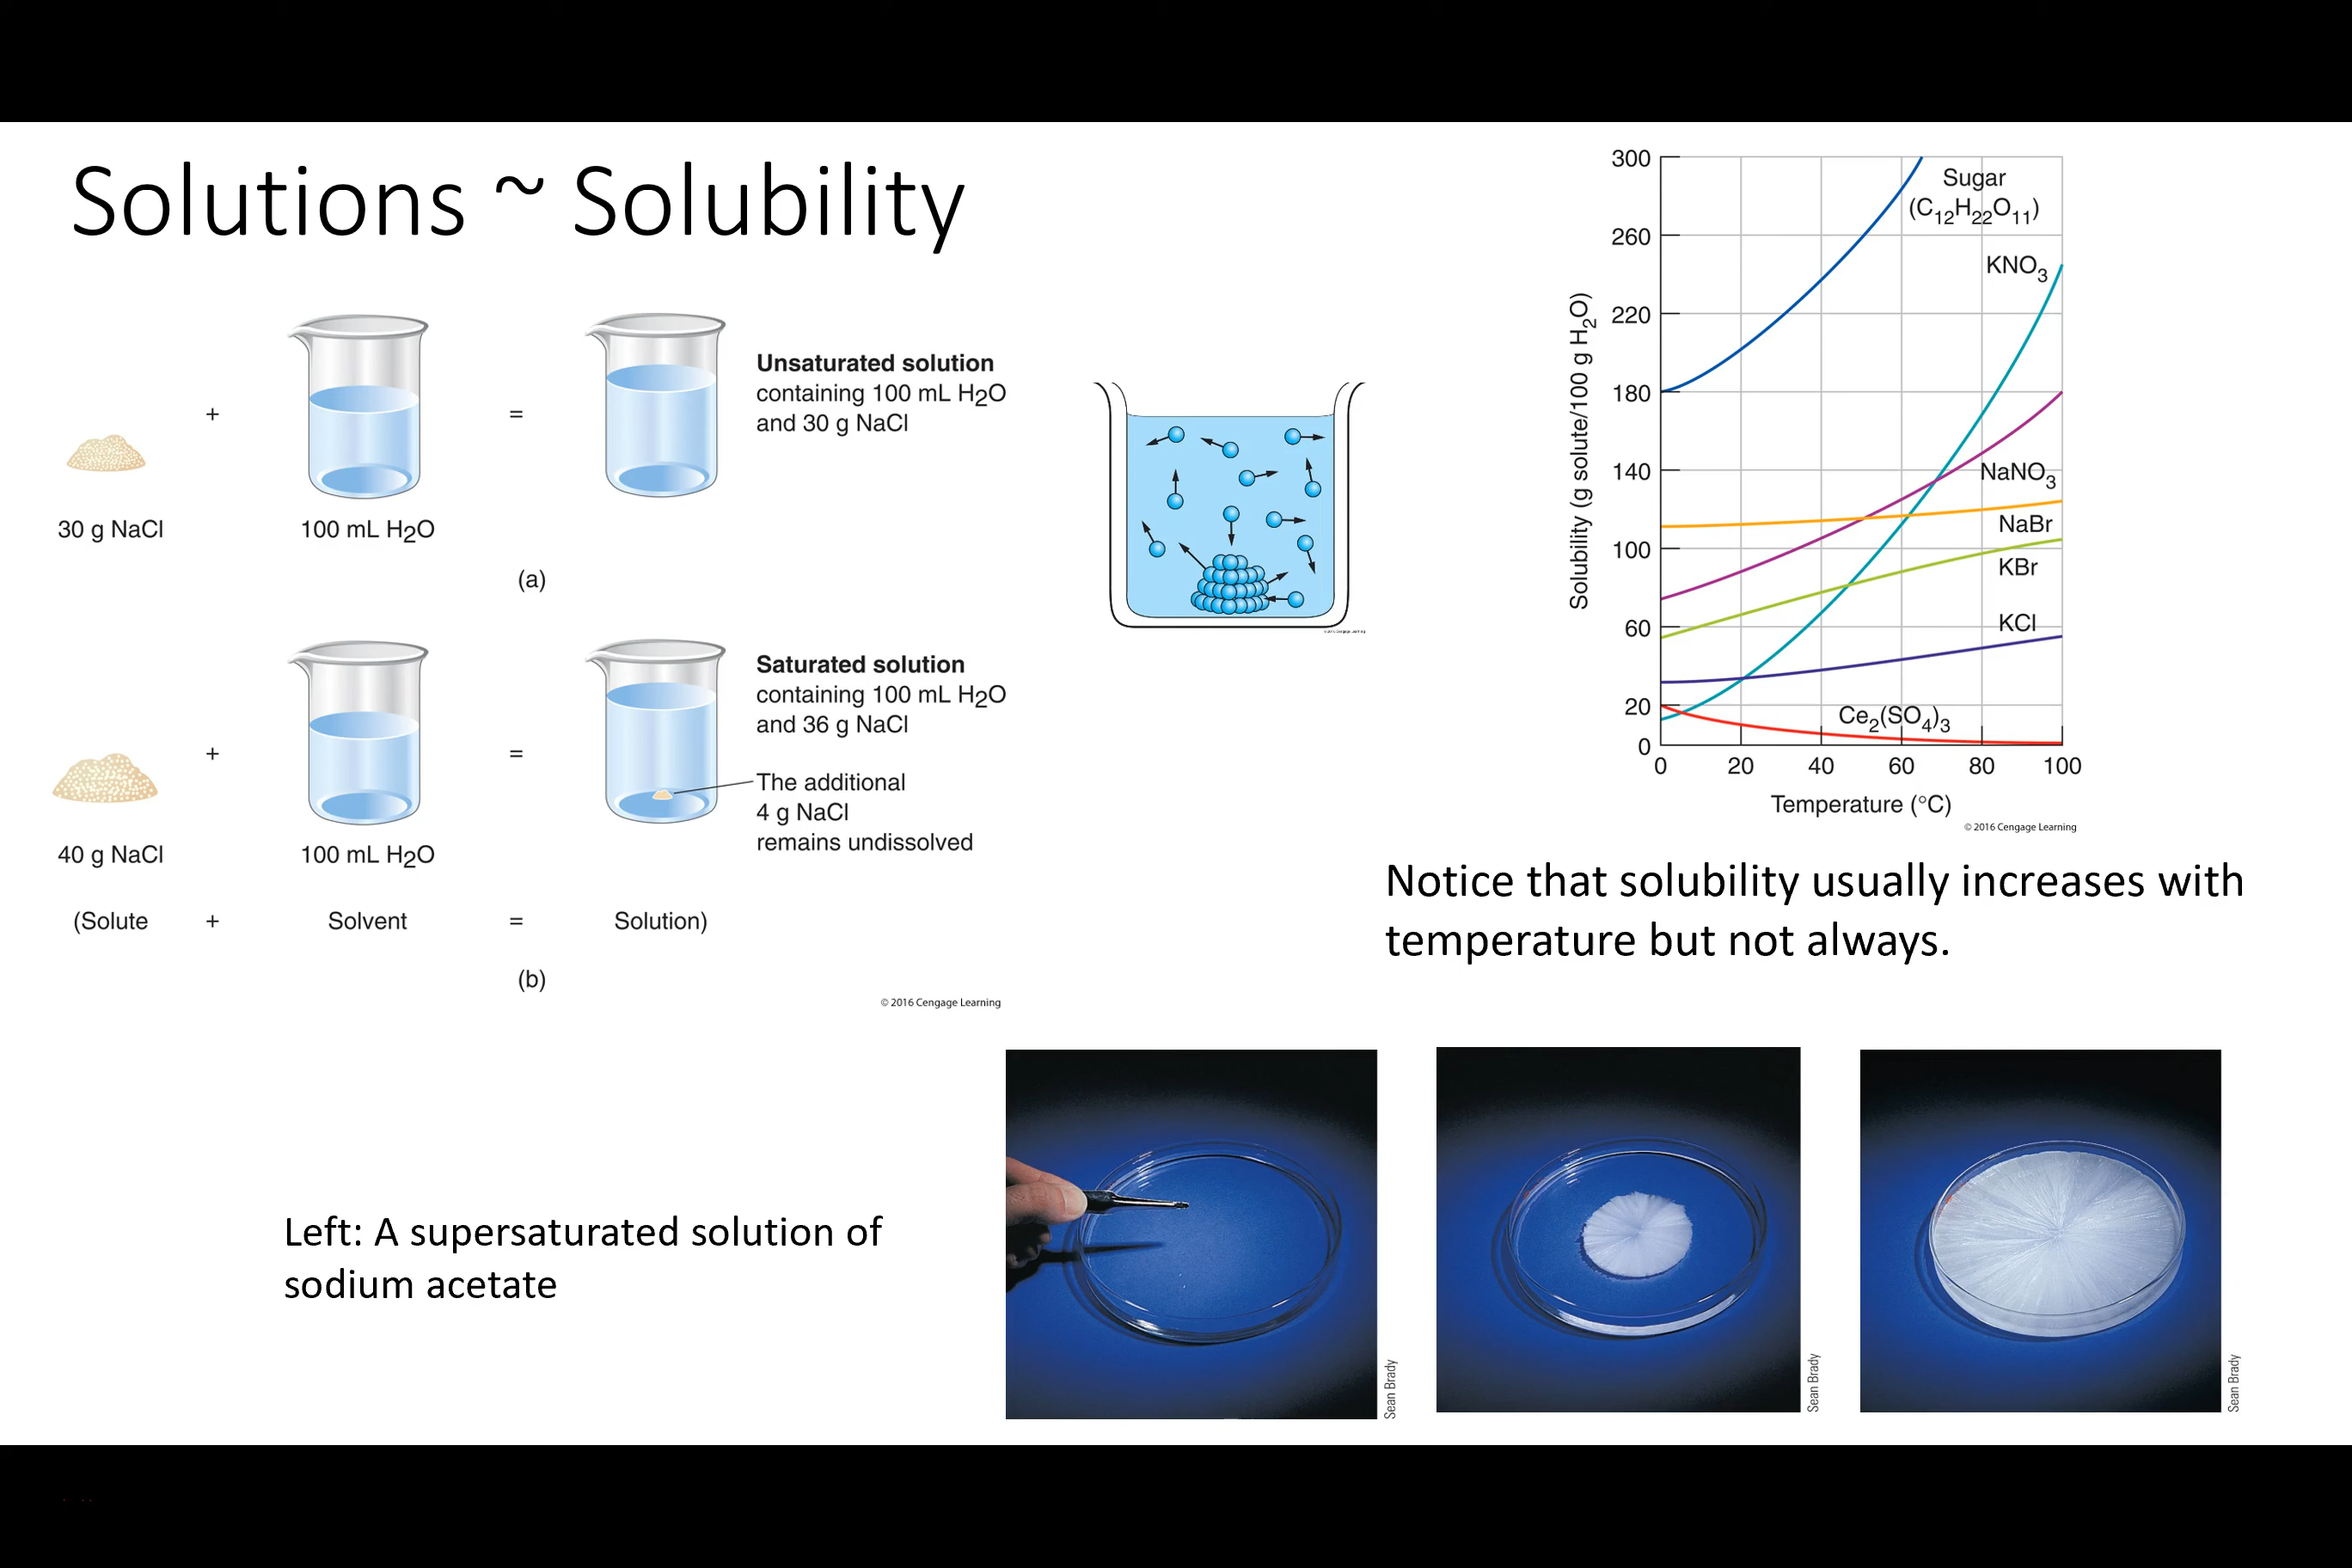 Solutions ~ Solubility
30 g NaCl
+
100 mL H2O
=
Unsaturated solution
containing 100 mL H2O
and 30 g NaCl
(a)
40 g NaCl
+
100 mL H2O
=
Saturated solution
containing 100 mL H2O
and 36 g NaCl
The additional
4 g NaCl
remains undissolved
(Solute + Solvent = Solution)
(b)
© 2016 Cengage Learning
© 2016 Cengage Learning
Solubility (g solute/100 g H2O)
300
260
220
180
140
100
60
20
0
Sugar
(C12H22O11)
KNO3
NaNO3
NaBr
KBr
KCl
Ce2(SO4)3
0 20 40 60 80 100
Temperature (°C)
© 2016 Cengage Learning
Notice that solubility usually increases with
temperature but not always.
Left: A supersaturated solution of
sodium acetate
Sean Brady
Sean Brady
Sean Brady